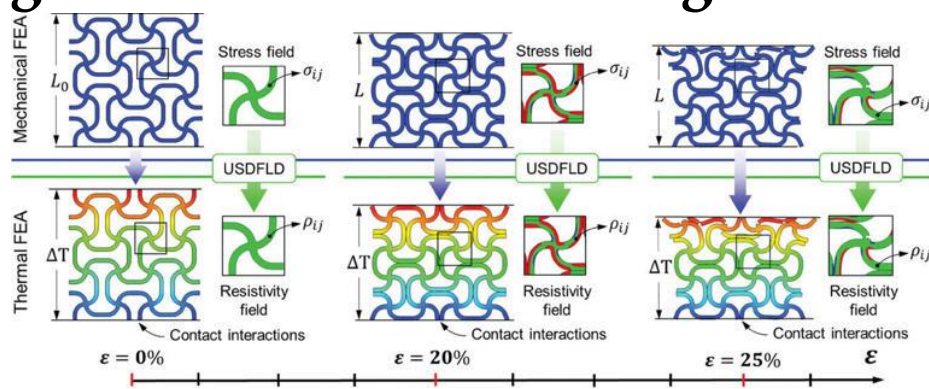 Mechanical FEA
L₀
Stress field
σᵢⱼ
L
Stress field
σᵢⱼ
L
Stress field
σᵢⱼ
USDFLD
USDFLD
USDFLD
Thermal FEA
ΔT
ρᵢⱼ
Resistivity
field
Contact interactions
ΔT
ρᵢⱼ
Resistivity
field
Contact interactions
ΔT
ρᵢⱼ
Resistivity
field
Contact interactions
ε = 0%
ε = 20%
ε = 25%
ε